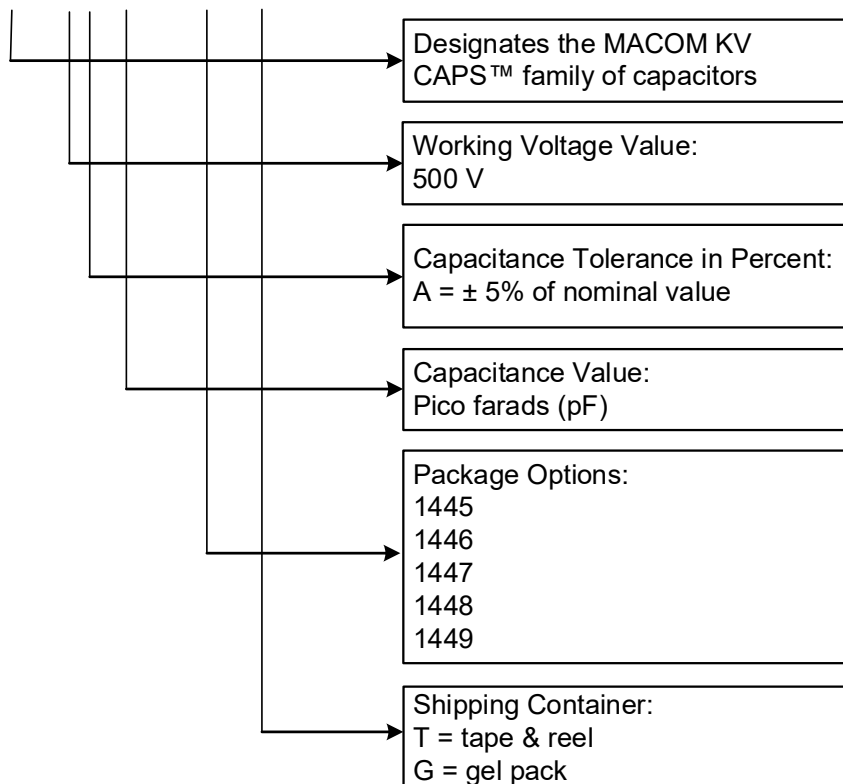 Designates the MACOM KV
CAPS™ family of capacitors
Working Voltage Value:
500 V
Capacitance Tolerance in Percent:
A = ± 5% of nominal value
Capacitance Value:
Pico farads (pF)
Package Options:
1445
1446
1447
1448
1449
Shipping Container:
T = tape & reel
G = gel pack